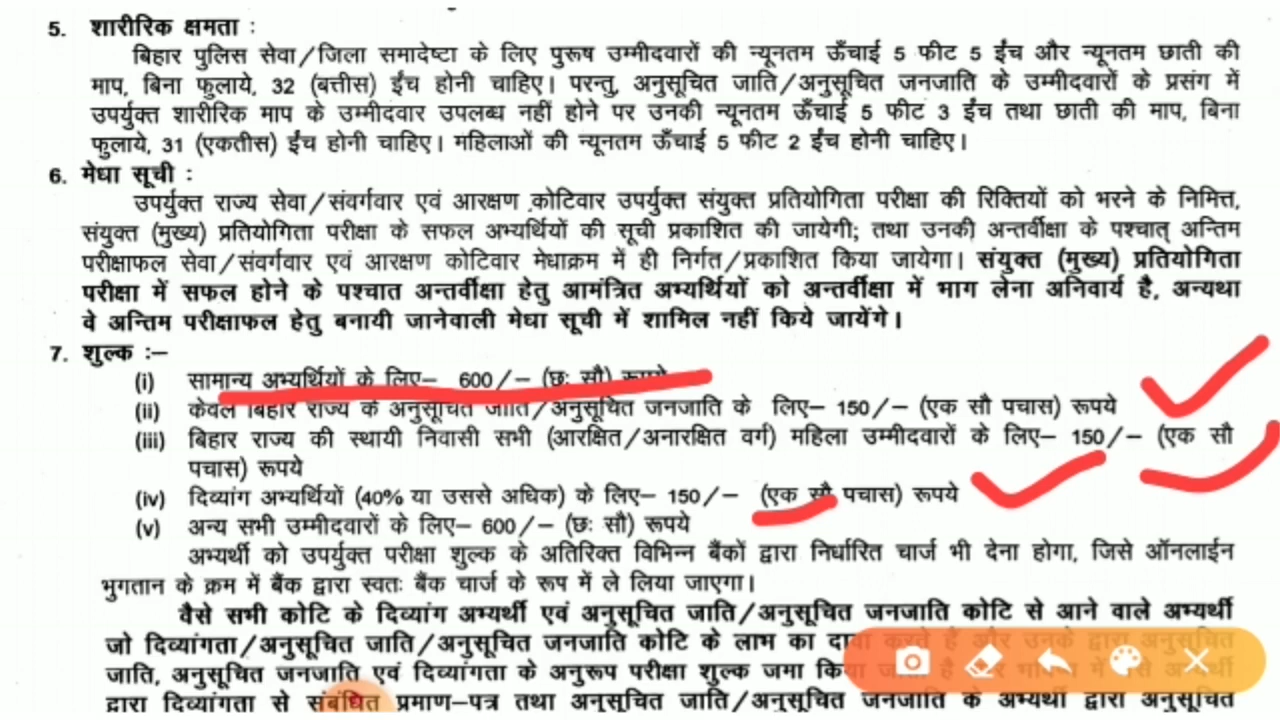 5. शारीरिक क्षमता :
बिहार पुलिस सेवा/जिला समादेष्टा के लिए पुरूष उम्मीदवारों की न्यूनतम ऊँचाई 5 फीट 5 ईंच और न्यूनतम छाती की
माप, बिना फुलाये, 32 (बत्तीस) ईंच होनी चाहिए। परन्तु, अनुसूचित जाति/अनुसूचित जनजाति के उम्मीदवारों के प्रसंग में
उपर्युक्त शारीरिक माप के उम्मीदवार उपलब्ध नहीं होने पर उनकी न्यूनतम ऊँचाई 5 फीट 3 ईंच तथा छाती की माप, बिना
फुलाये, 31 (एकतीस) ईंच होनी चाहिए। महिलाओं की न्यूनतम ऊँचाई 5 फीट 2 ईंच होनी चाहिए।
6. मेधा सूची :
उपर्युक्त राज्य सेवा/संवर्गवार एवं आरक्षण कोटिवार उपर्युक्त संयुक्त प्रतियोगिता परीक्षा की रिक्तियों को भरने के निमित्त,
संयुक्त (मुख्य) प्रतियोगिता परीक्षा के सफल अभ्यर्थियों की सूची प्रकाशित की जायेगी; तथा उनकी अन्तर्वीक्षा के पश्चात् अन्तिम
परीक्षाफल सेवा/संवर्गवार एवं आरक्षण कोटिवार मेधाक्रम में ही निर्गत/प्रकाशित किया जायेगा। संयुक्त (मुख्य) प्रतियोगिता
परीक्षा में सफल होने के पश्चात अन्तर्वीक्षा हेतु आमंत्रित अभ्यर्थियों को अन्तर्वीक्षा में भाग लेना अनिवार्य है, अन्यथा
वे अन्तिम परीक्षाफल हेतु बनायी जानेवाली मेधा सूची में शामिल नहीं किये जायेंगे।
7. शुल्क :–
(i) सामान्य अभ्यर्थियों के लिए– 600/– (छः सौ) रूपये
(ii) केवल बिहार राज्य के अनुसूचित जाति/अनुसूचित जनजाति के लिए– 150/– (एक सौ पचास) रूपये
(iii) बिहार राज्य की स्थायी निवासी सभी (आरक्षित/अनारक्षित वर्ग) महिला उम्मीदवारों के लिए– 150/– (एक सौ
पचास) रूपये
(iv) दिव्यांग अभ्यर्थियों (40% या उससे अधिक) के लिए– 150/– (एक सौ पचास) रूपये
(v) अन्य सभी उम्मीदवारों के लिए– 600/– (छः सौ) रूपये
अभ्यर्थी को उपर्युक्त परीक्षा शुल्क के अतिरिक्त विभिन्न बैंकों द्वारा निर्धारित चार्ज भी देना होगा, जिसे ऑनलाईन
भुगतान के क्रम में बैंक द्वारा स्वतः बैंक चार्ज के रूप में ले लिया जाएगा।
वैसे सभी कोटि के दिव्यांग अभ्यर्थी एवं अनुसूचित जाति/अनुसूचित जनजाति कोटि से आने वाले अभ्यर्थी
जो दिव्यांगता/अनुसूचित जाति/अनुसूचित जनजाति कोटि के लाभ का दावा करते हैं और उनके द्वारा अनुसूचित
जाति, अनुसूचित जनजाति एवं दिव्यांगता के अनुरूप परीक्षा शुल्क जमा किया
द्वारा दिव्यांगता से संबंधित प्रमाण–पत्र तथा अनुसूचित जाति/अनुसूचित जनजाति के अभ्यर्थी द्वारा अनुसूचित